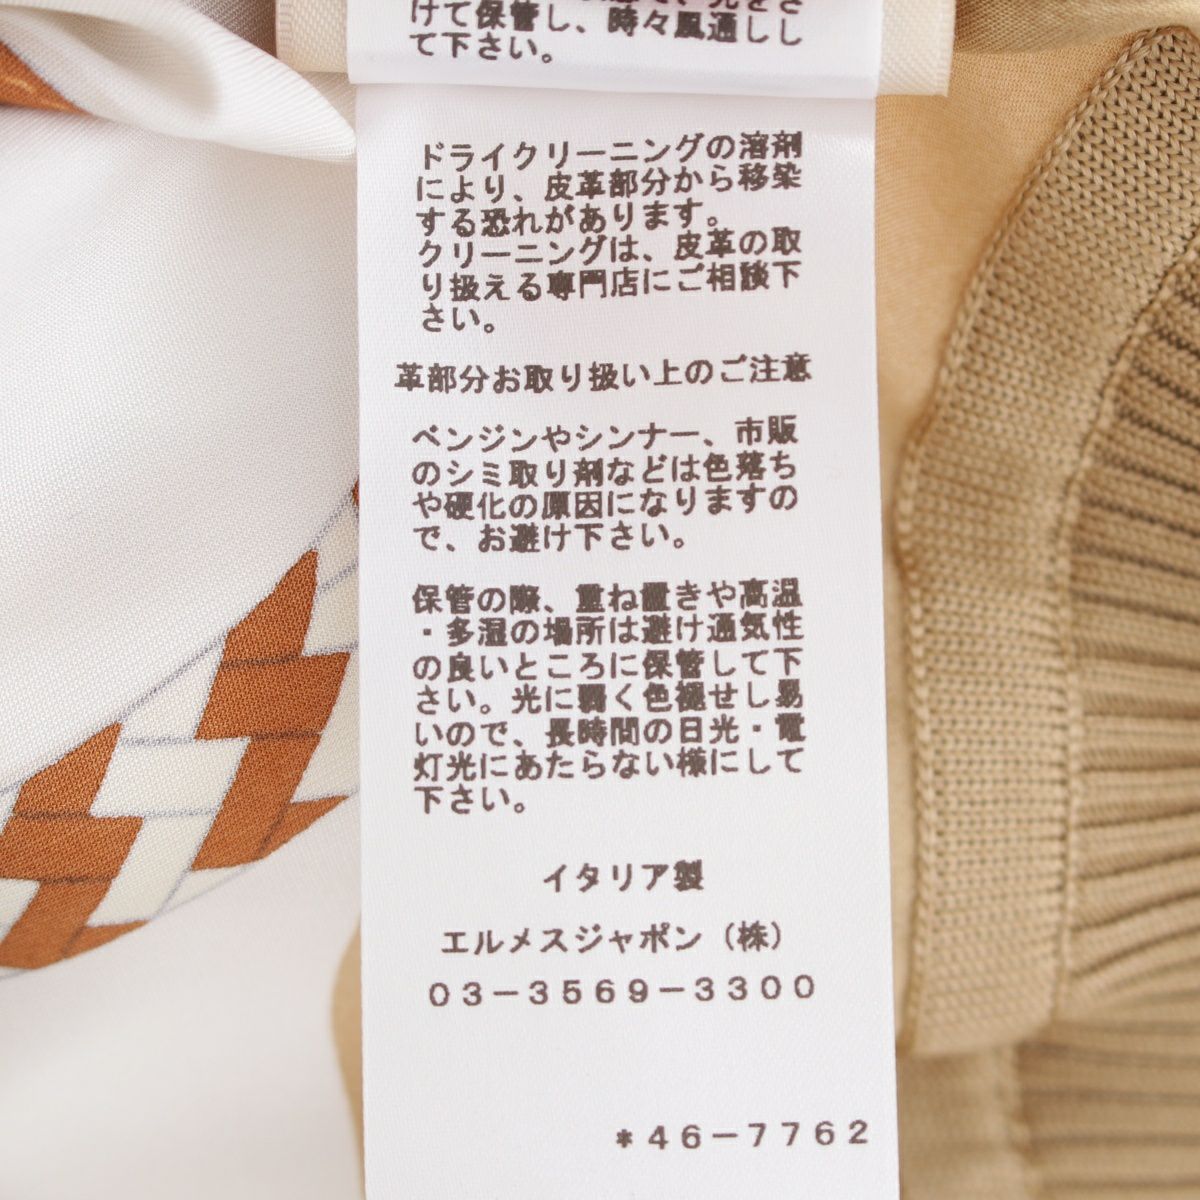 けて保管し、時々風通しし
て下さい。
ドライクリーニングの溶剤
により、皮革部分から移染
する恐れがあります。
クリーニングは、皮革の取
り扱える専門店にご相談下
さい。
革部分お取り扱い上のご注意
ベンジンやシンナー、市販
のシミ取り剤などは色落ち
や硬化の原因になりますの
で、お避け下さい。
保管の際、重ね置きや高温
・多湿の場所は避け通気性
の良いところに保管して下
さい。光に弱く色褪せし易
いので、長時間の日光・電
灯光にあたらない様にして
下さい。
イタリア製
エルメスジャポン（株）
０３－３５６９－３３００
＊４６－７７６２